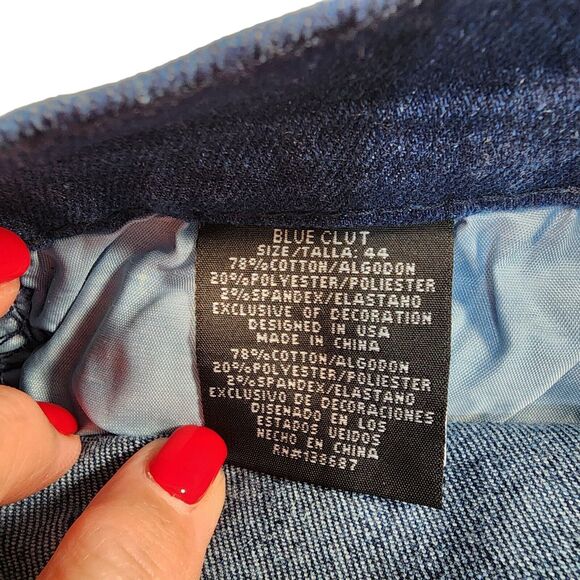 BLUE CLUT
SIZE/TALLA: 44
78%COTTON/ALGODON
20%POLYESTER/POLIESTER
2%SPANDEX/ELASTANO
EXCLUSIVE OF DECORATION
DESIGNED IN USA
MADE IN CHINA
78%COTTON/ALGODON
20%POLYESTER/POLIESTER
2%SPANDEX/ELASTANO
EXCLUSIVO DE DECORACIONES
DISENADO EN LOS
ESTADOS UEIDOS
HECHO EN CHINA
RN#138687